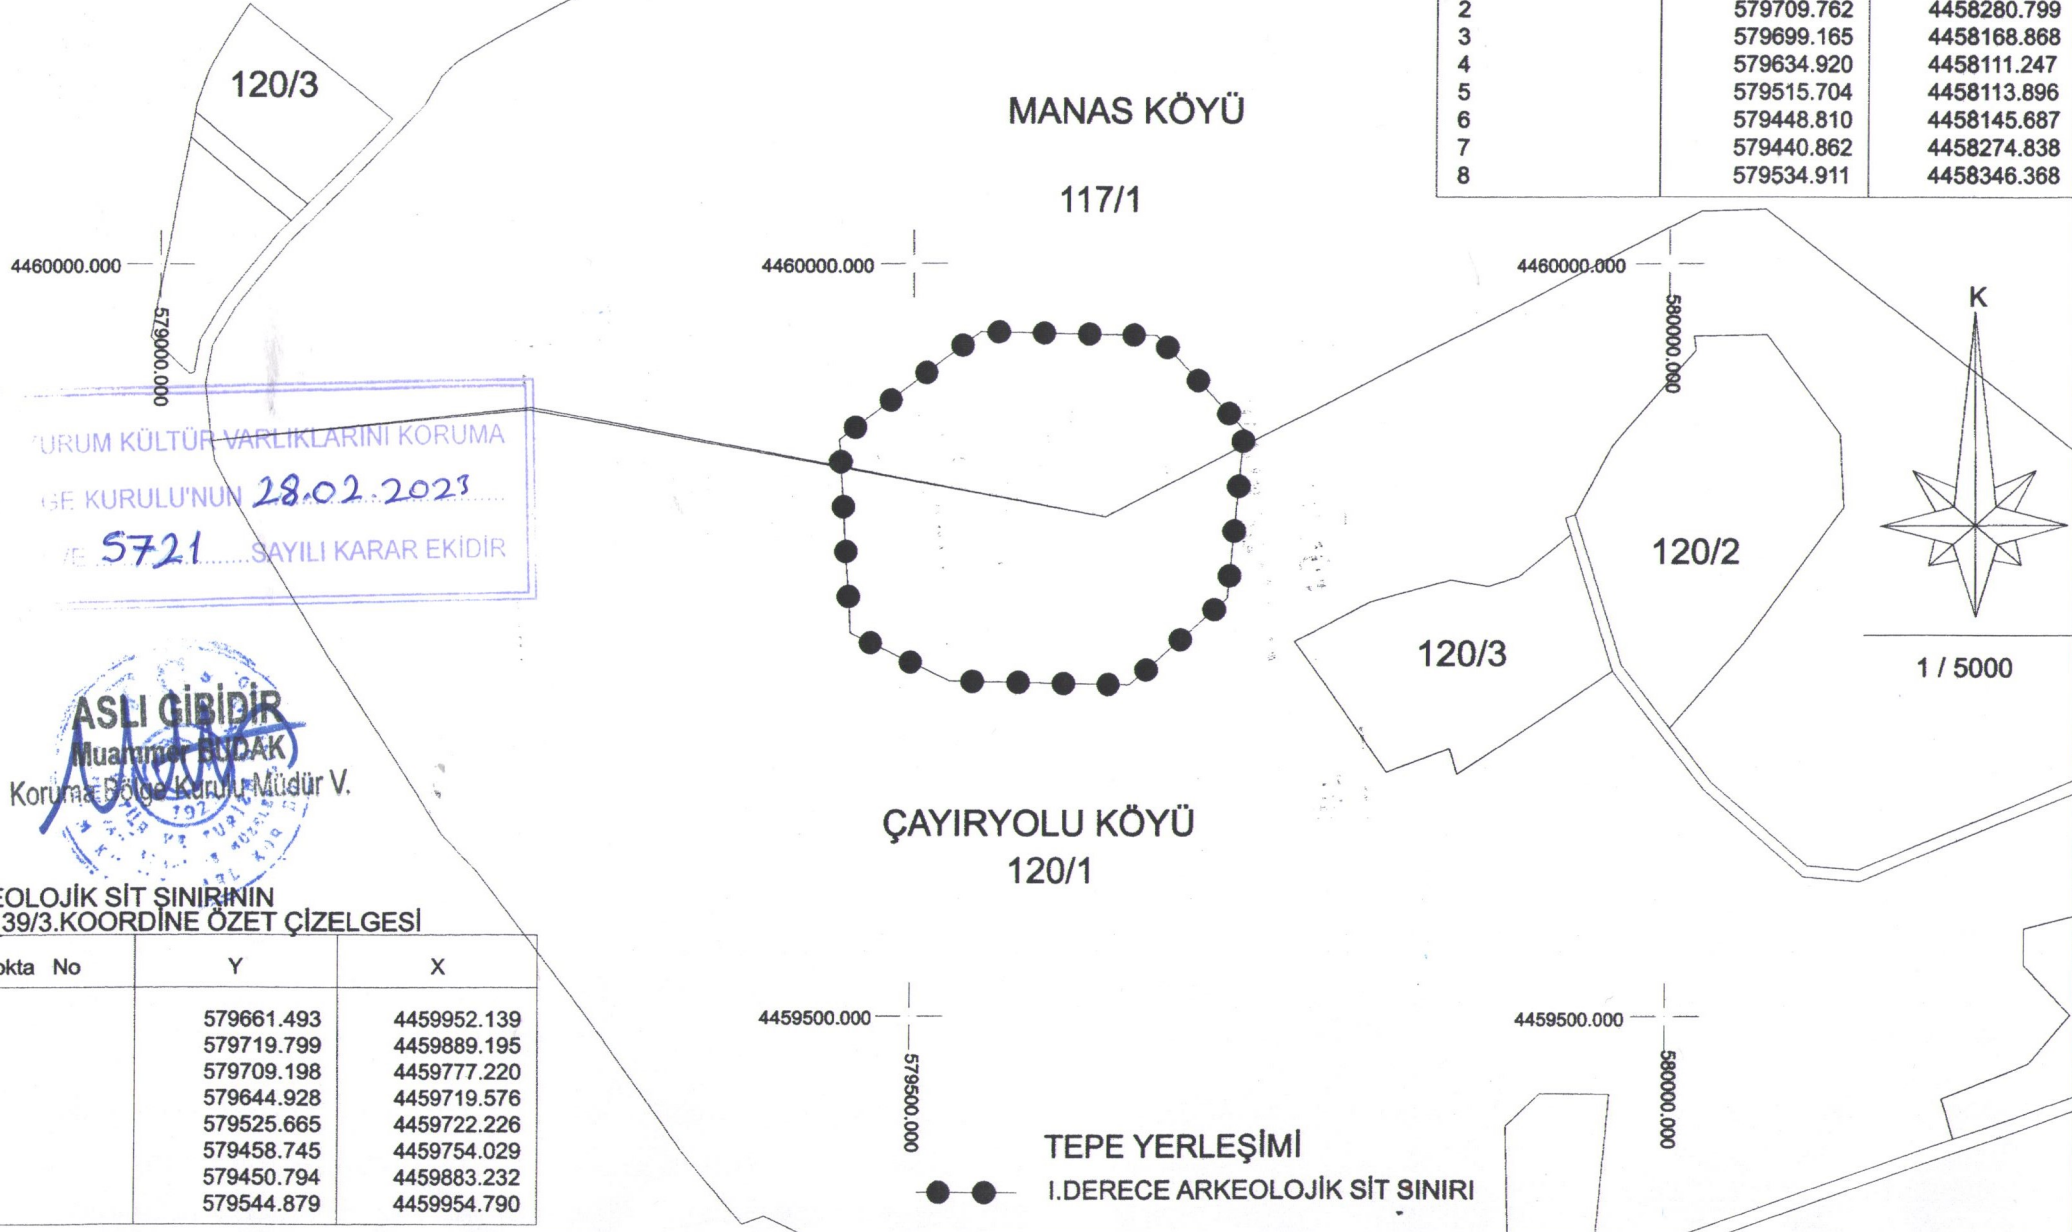 2 579709.762 4458280.799
3 579699.165 4458168.868
4 579634.920 4458111.247
5 579515.704 4458113.896
6 579448.810 4458145.687
7 579440.862 4458274.838
8 579534.911 4458346.368
120/3
MANAS KÖYÜ
117/1
4460000.000
4460000.000
4460000.000
579000.000
580000.000
K
URUM KÜLTÜR VARLIKLARINI KORUMA
GE KURULU'NUN 28.02.2023
VE 5721 SAYILI KARAR EKİDİR
120/2
120/3
1 / 5000
ASLI GİBİDİR
Muammer BUDAK
Koruma Bölge Kurulu Müdür V.
ÇAYIRYOLU KÖYÜ
120/1
EOLOJİK SİT SINIRININ
39/3.KOORDİNE ÖZET ÇİZELGESİ
okta No Y X
579661.493 4459952.139
579719.799 4459889.195
579709.198 4459777.220
579644.928 4459719.576
579525.665 4459722.226
579458.745 4459754.029
579450.794 4459883.232
579544.879 4459954.790
4459500.000
4459500.000
579500.000
580000.000
TEPE YERLEŞİMİ
I.DERECE ARKEOLOJİK SİT SINIRI